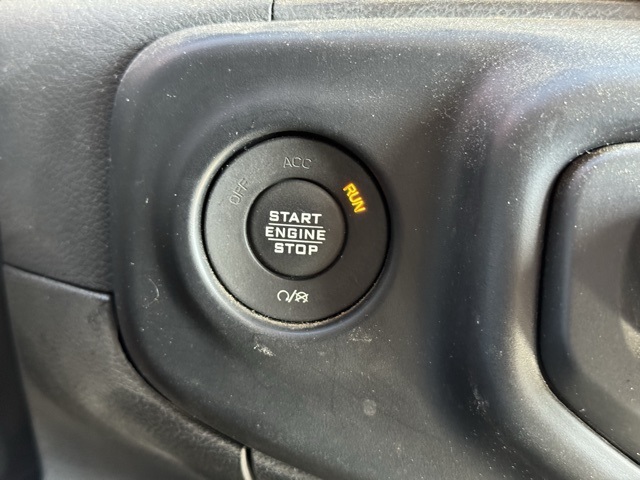 OFF
ACC
RUN
START
ENGINE
STOP